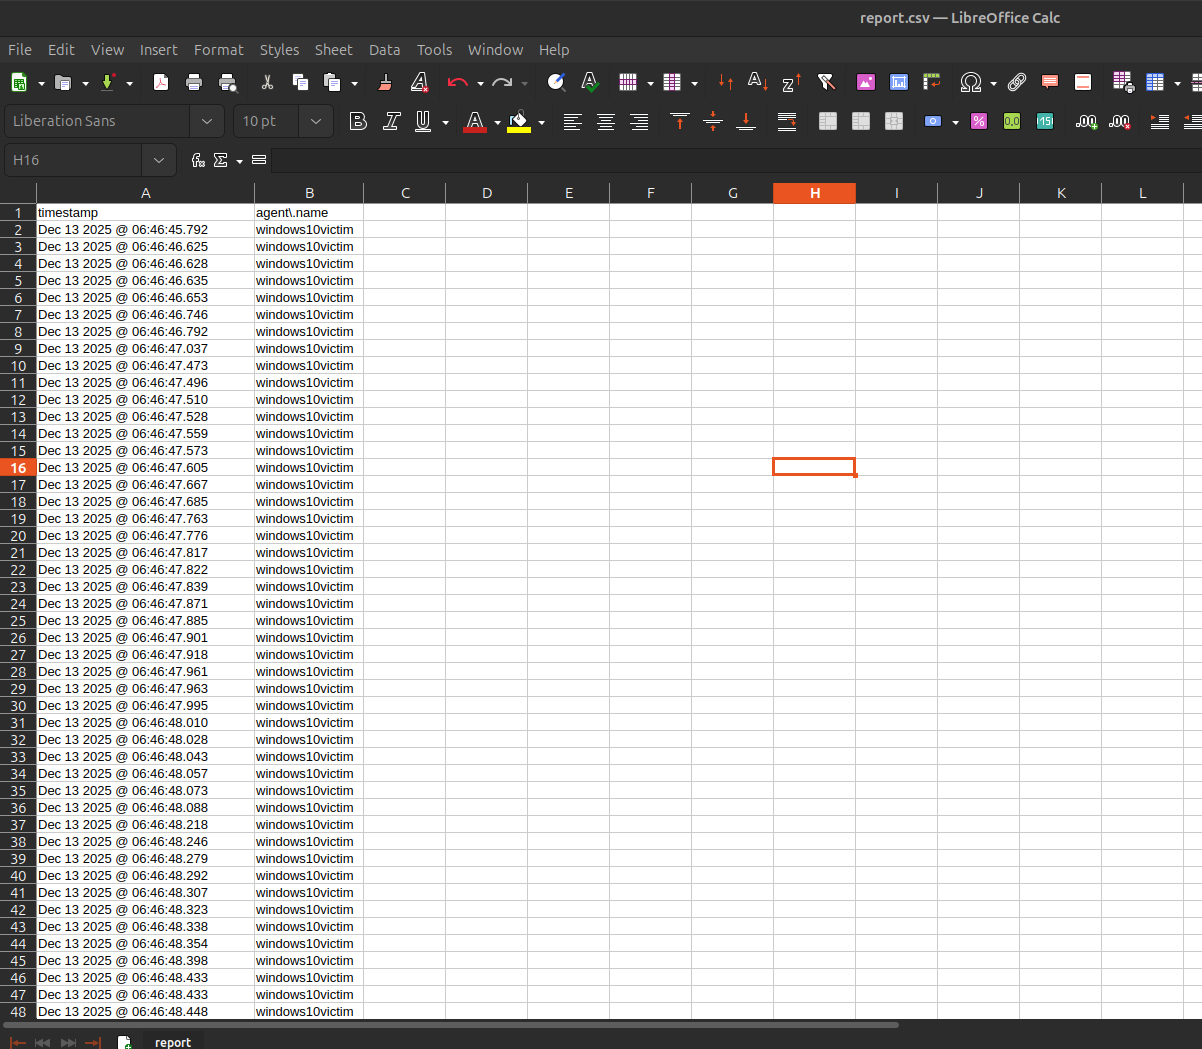 report.csv — LibreOffice Calc
File Edit View Insert Format Styles Sheet Data Tools Window Help
Liberation Sans 10 pt
H16
A B C D E F G H I J K L
1 timestamp agent\.name
2 Dec 13 2025 @ 06:46:45.792 windows10victim
3 Dec 13 2025 @ 06:46:46.625 windows10victim
4 Dec 13 2025 @ 06:46:46.628 windows10victim
5 Dec 13 2025 @ 06:46:46.635 windows10victim
6 Dec 13 2025 @ 06:46:46.653 windows10victim
7 Dec 13 2025 @ 06:46:46.746 windows10victim
8 Dec 13 2025 @ 06:46:46.792 windows10victim
9 Dec 13 2025 @ 06:46:47.037 windows10victim
10 Dec 13 2025 @ 06:46:47.473 windows10victim
11 Dec 13 2025 @ 06:46:47.496 windows10victim
12 Dec 13 2025 @ 06:46:47.510 windows10victim
13 Dec 13 2025 @ 06:46:47.528 windows10victim
14 Dec 13 2025 @ 06:46:47.559 windows10victim
15 Dec 13 2025 @ 06:46:47.573 windows10victim
16 Dec 13 2025 @ 06:46:47.605 windows10victim
17 Dec 13 2025 @ 06:46:47.667 windows10victim
18 Dec 13 2025 @ 06:46:47.685 windows10victim
19 Dec 13 2025 @ 06:46:47.763 windows10victim
20 Dec 13 2025 @ 06:46:47.776 windows10victim
21 Dec 13 2025 @ 06:46:47.817 windows10victim
22 Dec 13 2025 @ 06:46:47.822 windows10victim
23 Dec 13 2025 @ 06:46:47.839 windows10victim
24 Dec 13 2025 @ 06:46:47.871 windows10victim
25 Dec 13 2025 @ 06:46:47.885 windows10victim
26 Dec 13 2025 @ 06:46:47.901 windows10victim
27 Dec 13 2025 @ 06:46:47.918 windows10victim
28 Dec 13 2025 @ 06:46:47.961 windows10victim
29 Dec 13 2025 @ 06:46:47.963 windows10victim
30 Dec 13 2025 @ 06:46:47.995 windows10victim
31 Dec 13 2025 @ 06:46:48.010 windows10victim
32 Dec 13 2025 @ 06:46:48.028 windows10victim
33 Dec 13 2025 @ 06:46:48.043 windows10victim
34 Dec 13 2025 @ 06:46:48.057 windows10victim
35 Dec 13 2025 @ 06:46:48.073 windows10victim
36 Dec 13 2025 @ 06:46:48.088 windows10victim
37 Dec 13 2025 @ 06:46:48.218 windows10victim
38 Dec 13 2025 @ 06:46:48.246 windows10victim
39 Dec 13 2025 @ 06:46:48.279 windows10victim
40 Dec 13 2025 @ 06:46:48.292 windows10victim
41 Dec 13 2025 @ 06:46:48.307 windows10victim
42 Dec 13 2025 @ 06:46:48.323 windows10victim
43 Dec 13 2025 @ 06:46:48.338 windows10victim
44 Dec 13 2025 @ 06:46:48.354 windows10victim
45 Dec 13 2025 @ 06:46:48.398 windows10victim
46 Dec 13 2025 @ 06:46:48.433 windows10victim
47 Dec 13 2025 @ 06:46:48.433 windows10victim
48 Dec 13 2025 @ 06:46:48.448 windows10victim
report